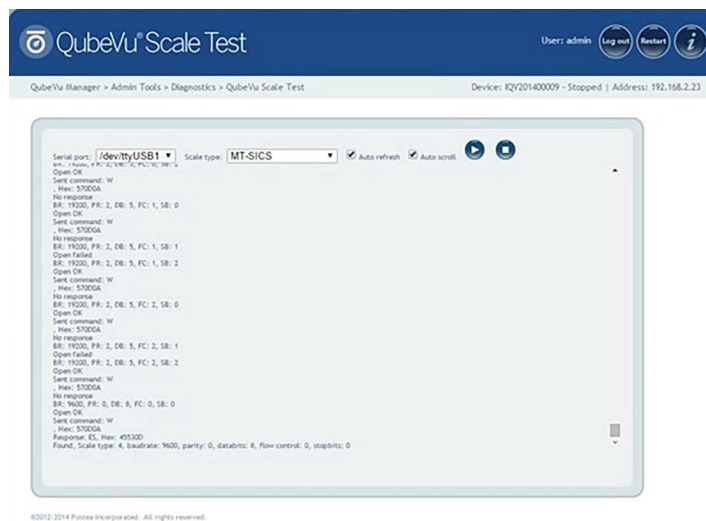 QubeVu® Scale Test
User: admin
Log out
Restart
i
QubeVu Manager > Admin Tools > Diagnostics > QubeVu Scale Test
Device: IQV201400009 - Stopped | Address: 192.168.2.23
Serial port: /dev/ttyUSB1 Scale type: MT-SICS Auto refresh Auto scroll
Open OK
Sent command: W
, Hex: 570D0A
No response
BR: 19200, PR: 2, DB: 5, FC: 1, SB: 0
Open OK
Sent command: W
, Hex: 570D0A
No response
BR: 19200, PR: 2, DB: 5, FC: 1, SB: 1
Open failed
BR: 19200, PR: 2, DB: 5, FC: 1, SB: 2
Open OK
Sent command: W
, Hex: 570D0A
No response
BR: 19200, PR: 2, DB: 5, FC: 2, SB: 0
Open OK
Sent command: W
, Hex: 570D0A
No response
BR: 19200, PR: 2, DB: 5, FC: 2, SB: 1
Open failed
BR: 19200, PR: 2, DB: 5, FC: 2, SB: 2
Open OK
Sent command: W
, Hex: 570D0A
No response
BR: 9600, PR: 0, DB: 8, FC: 0, SB: 0
Open OK
Sent command: W
, Hex: 570D0A
Response: ES, Hex: 45530D
Found, Scale type: 4, baudrate: 9600, parity: 0, databits: 8, flow control: 0, stopbits: 0
©2012-2014 Postea Incorporated. All rights reserved.